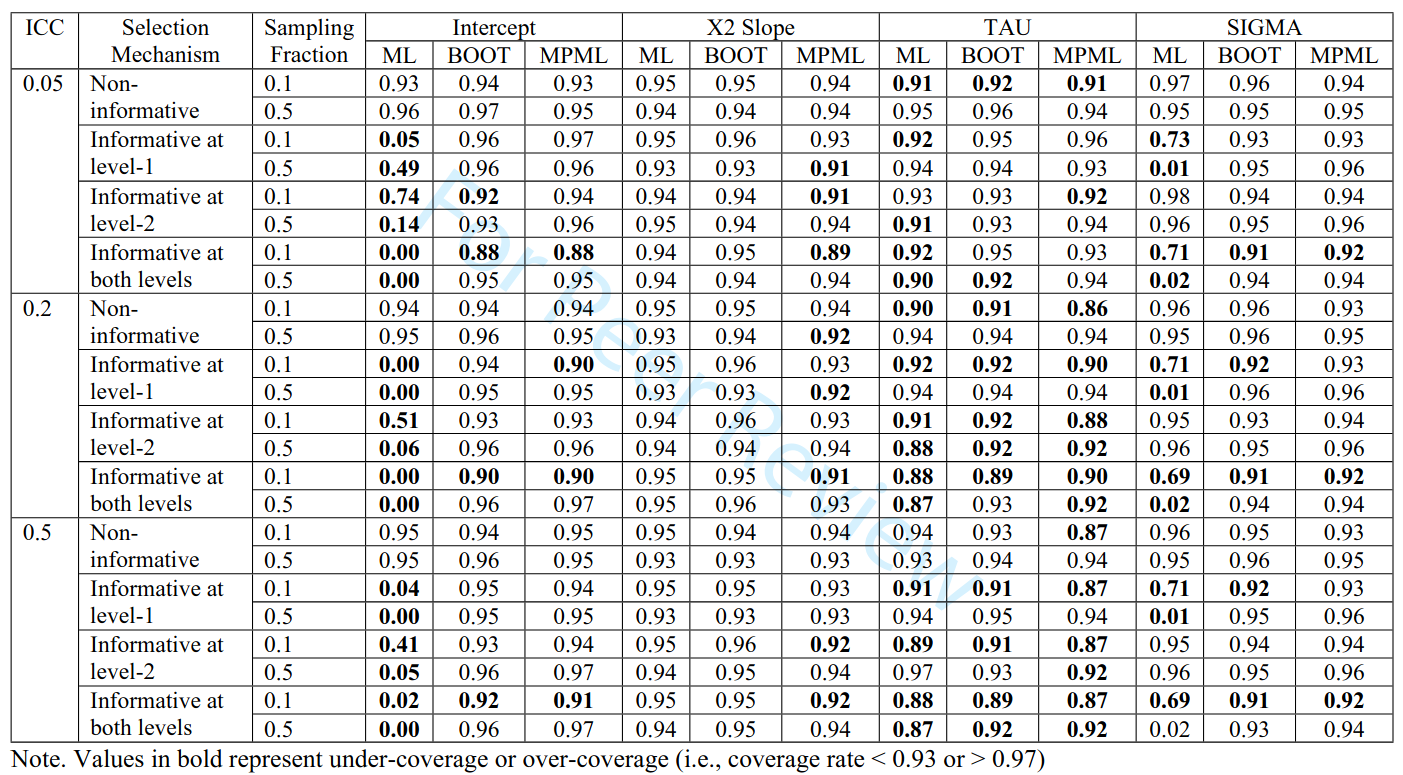 ICC Selection Mechanism Sampling Fraction Intercept X2 Slope TAU SIGMA
ML BOOT MPML ML BOOT MPML ML BOOT MPML ML BOOT MPML
0.05 Non- 0.1 0.93 0.94 0.93 0.95 0.95 0.94 0.91 0.92 0.91 0.97 0.96 0.94
informative 0.5 0.96 0.97 0.95 0.94 0.94 0.94 0.95 0.96 0.94 0.95 0.95 0.95
Informative at 0.1 0.05 0.96 0.97 0.95 0.96 0.93 0.92 0.95 0.96 0.73 0.93 0.93
level-1 0.5 0.49 0.96 0.96 0.93 0.93 0.91 0.94 0.94 0.93 0.01 0.95 0.96
Informative at 0.1 0.74 0.92 0.94 0.94 0.95 0.91 0.93 0.93 0.92 0.98 0.94 0.94
level-2 0.5 0.14 0.93 0.96 0.95 0.94 0.94 0.91 0.93 0.94 0.96 0.95 0.96
Informative at 0.1 0.00 0.88 0.88 0.94 0.95 0.89 0.92 0.95 0.93 0.71 0.91 0.92
both levels 0.5 0.00 0.95 0.95 0.94 0.94 0.94 0.90 0.92 0.94 0.02 0.94 0.94
0.2 Non- 0.1 0.94 0.94 0.94 0.95 0.95 0.94 0.90 0.91 0.86 0.96 0.96 0.93
informative 0.5 0.95 0.96 0.95 0.93 0.94 0.92 0.94 0.94 0.94 0.95 0.96 0.95
Informative at 0.1 0.00 0.94 0.90 0.95 0.96 0.93 0.92 0.92 0.90 0.71 0.92 0.93
level-1 0.5 0.00 0.95 0.95 0.93 0.93 0.92 0.94 0.94 0.94 0.01 0.96 0.96
Informative at 0.1 0.51 0.93 0.93 0.94 0.96 0.93 0.91 0.92 0.88 0.95 0.93 0.94
level-2 0.5 0.06 0.96 0.96 0.94 0.94 0.94 0.88 0.92 0.92 0.96 0.95 0.96
Informative at 0.1 0.00 0.90 0.90 0.95 0.95 0.91 0.88 0.89 0.90 0.69 0.91 0.92
both levels 0.5 0.00 0.96 0.97 0.95 0.96 0.93 0.87 0.93 0.92 0.02 0.94 0.94
0.5 Non- 0.1 0.95 0.94 0.95 0.95 0.94 0.94 0.94 0.93 0.87 0.96 0.95 0.93
informative 0.5 0.95 0.96 0.95 0.93 0.93 0.93 0.93 0.94 0.94 0.95 0.96 0.95
Informative at 0.1 0.04 0.95 0.94 0.95 0.95 0.93 0.91 0.91 0.87 0.71 0.92 0.93
level-1 0.5 0.00 0.95 0.95 0.93 0.93 0.93 0.94 0.95 0.94 0.01 0.95 0.96
Informative at 0.1 0.41 0.93 0.94 0.95 0.96 0.92 0.89 0.91 0.87 0.95 0.94 0.94
level-2 0.5 0.05 0.96 0.97 0.94 0.95 0.94 0.97 0.93 0.92 0.96 0.95 0.96
Informative at 0.1 0.02 0.92 0.91 0.95 0.95 0.92 0.88 0.89 0.87 0.69 0.91 0.92
both levels 0.5 0.00 0.96 0.97 0.94 0.95 0.94 0.87 0.92 0.92 0.02 0.93 0.94
Note. Values in bold represent under-coverage or over-coverage (i.e., coverage rate < 0.93 or > 0.97)
For Peer Review